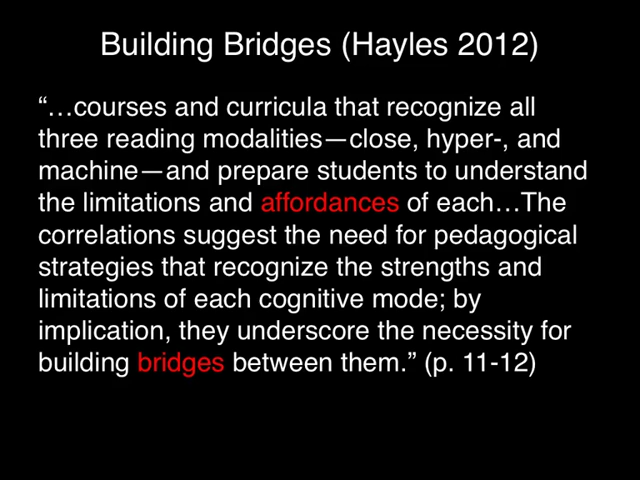 Building Bridges (Hayles 2012)
“…courses and curricula that recognize all
three reading modalities—close, hyper-, and
machine—and prepare students to understand
the limitations and affordances of each…The
correlations suggest the need for pedagogical
strategies that recognize the strengths and
limitations of each cognitive mode; by
implication, they underscore the necessity for
building bridges between them.” (p. 11-12)